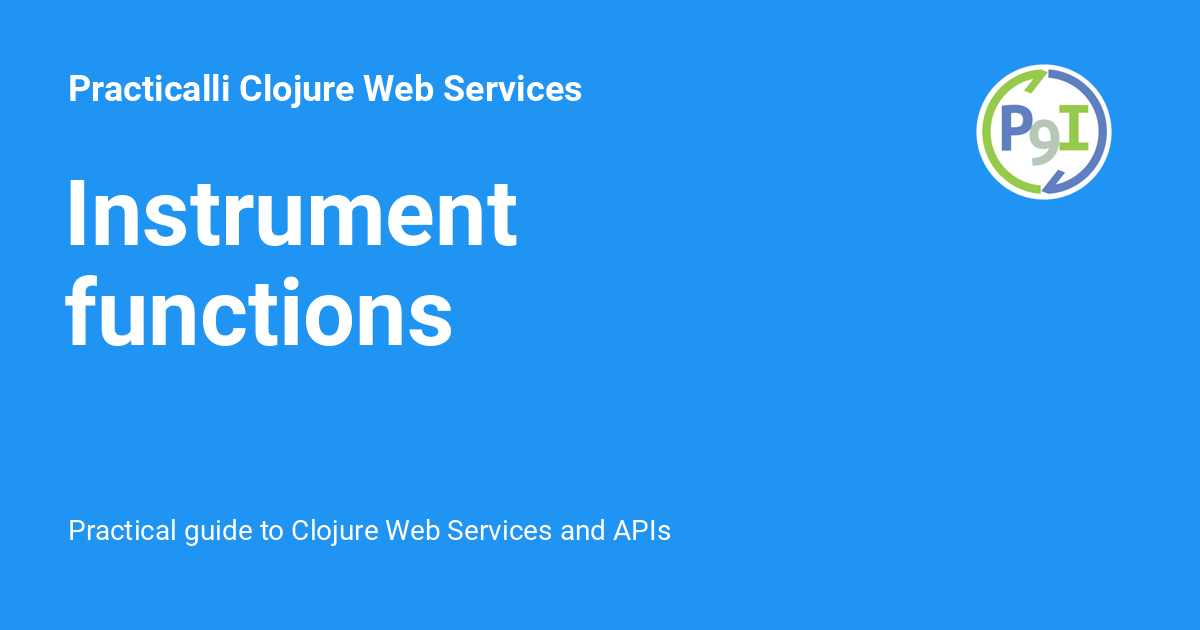 Practicalli Clojure Web Services
P9I
Instrument
functions
Practical guide to Clojure Web Services and APIs